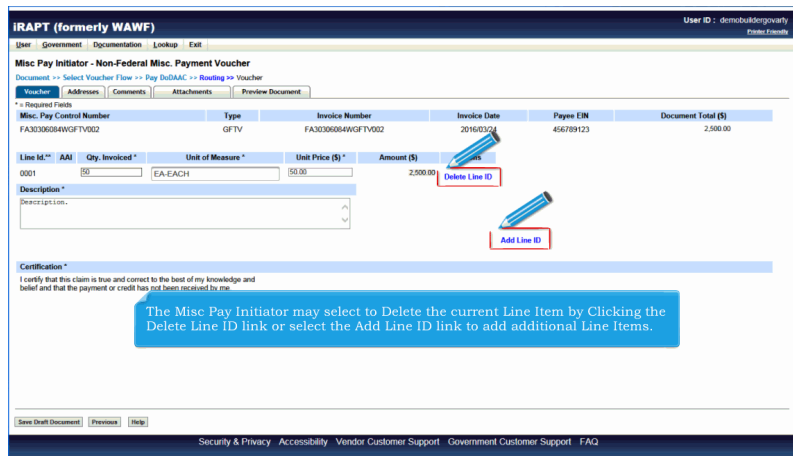 iRAPT (formerly WAWF)
User ID : demobuildergovarty
Printer Friendly
User Government Documentation Lookup Exit
Misc Pay Initiator - Non-Federal Misc. Payment Voucher
Document >> Select Voucher Flow >> Pay DoDAAC >> Routing >> Voucher
Voucher Addresses Comments Attachments Preview Document
* = Required Fields
Misc. Pay Control Number Type Invoice Number Invoice Date Payee EIN Document Total ($)
FA30306084WGFTV002 GFTV FA30306084WGFTV002 2016/03/24 456789123 2,500.00
Line Id.** AAI Qty. Invoiced * Unit of Measure * Unit Price ($) * Amount ($)
0001 50 EA-EACH 50.00 2,500.00 Delete Line ID
Description *
Description.
Add Line ID
Certification *
I certify that this claim is true and correct to the best of my knowledge and
belief and that the payment or credit has not been received by me.
The Misc Pay Initiator may select to Delete the current Line Item by Clicking the
Delete Line ID link or select the Add Line ID link to add additional Line Items.
Save Draft Document Previous Help
Security & Privacy Accessibility Vendor Customer Support Government Customer Support FAQ